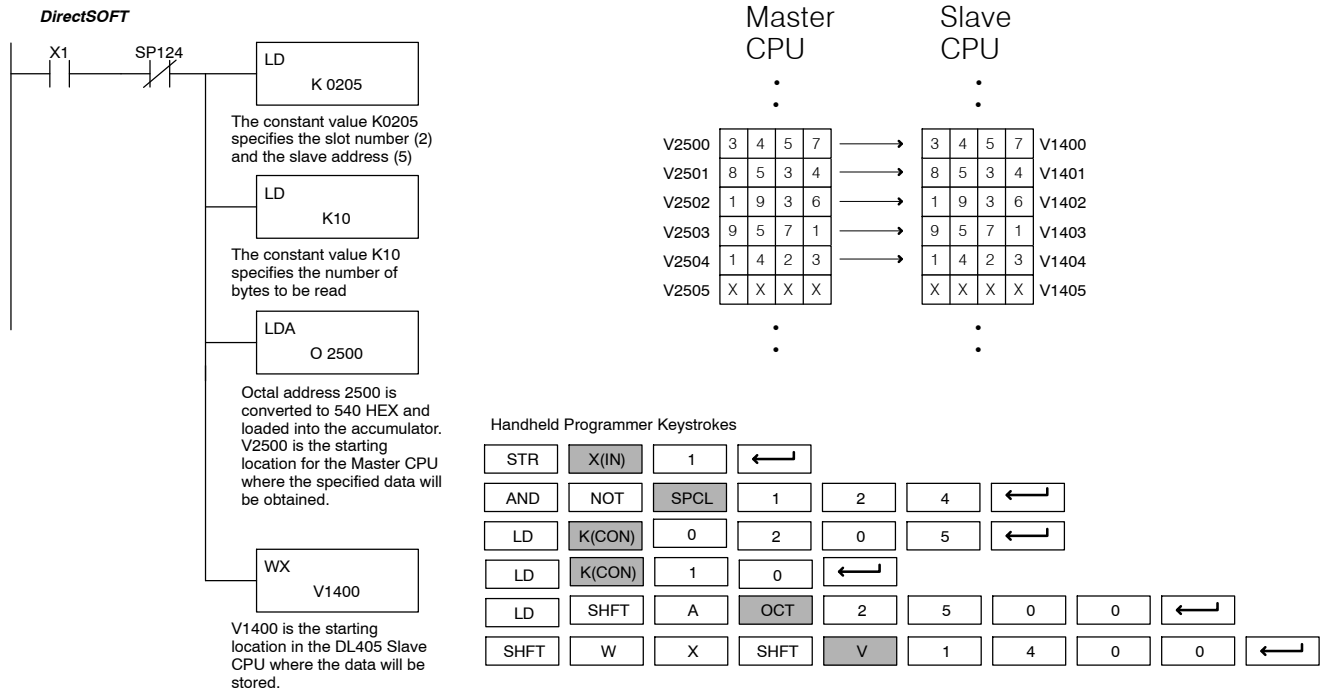 DirectSOFT
X1
SP124
LD
K 0205
The constant value K0205
specifies the slot number (2)
and the slave address (5)
LD
K10
The constant value K10
specifies the number of
bytes to be read
LDA
O 2500
Octal address 2500 is
converted to 540 HEX and
loaded into the accumulator.
V2500 is the starting
location for the Master CPU
where the specified data will
be obtained.
WX
V1400
V1400 is the starting
location in the DL405 Slave
CPU where the data will be
stored.
Master
CPU
Slave
CPU
V2500 3 4 5 7 3 4 5 7 V1400
V2501 8 5 3 4 8 5 3 4 V1401
V2502 1 9 3 6 1 9 3 6 V1402
V2503 9 5 7 1 9 5 7 1 V1403
V2504 1 4 2 3 1 4 2 3 V1404
V2505 X X X X X X X X V1405
Handheld Programmer Keystrokes
STR X(IN) 1
AND NOT SPCL 1 2 4
LD K(CON) 0 2 0 5
LD K(CON) 1 0
LD SHFT A OCT 2 5 0 0
SHFT W X SHFT V 1 4 0 0